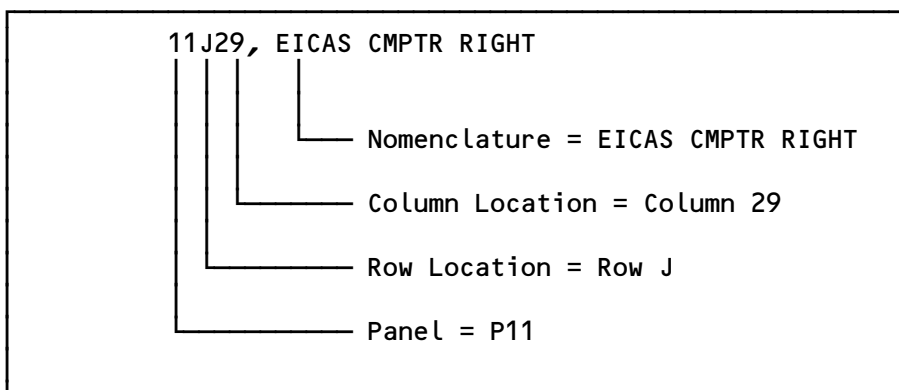 11J29, EICAS CMPTR RIGHT
Nomenclature = EICAS CMPTR RIGHT
Column Location = Column 29
Row Location = Row J
Panel = P11